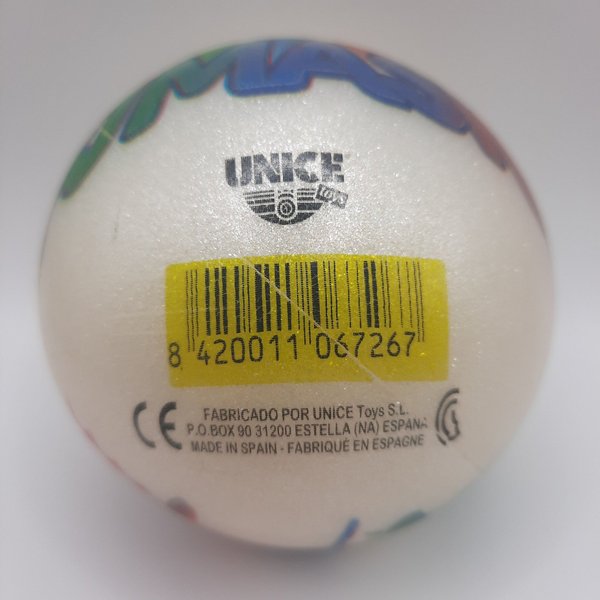 MAS
UNICE
toys
8 420011 067267
CE
FABRICADO POR UNICE Toys S.L.
P.O.BOX 90 31200 ESTELLA (NA) ESPAÑA
MADE IN SPAIN - FABRIQUÉ EN ESPAGNE